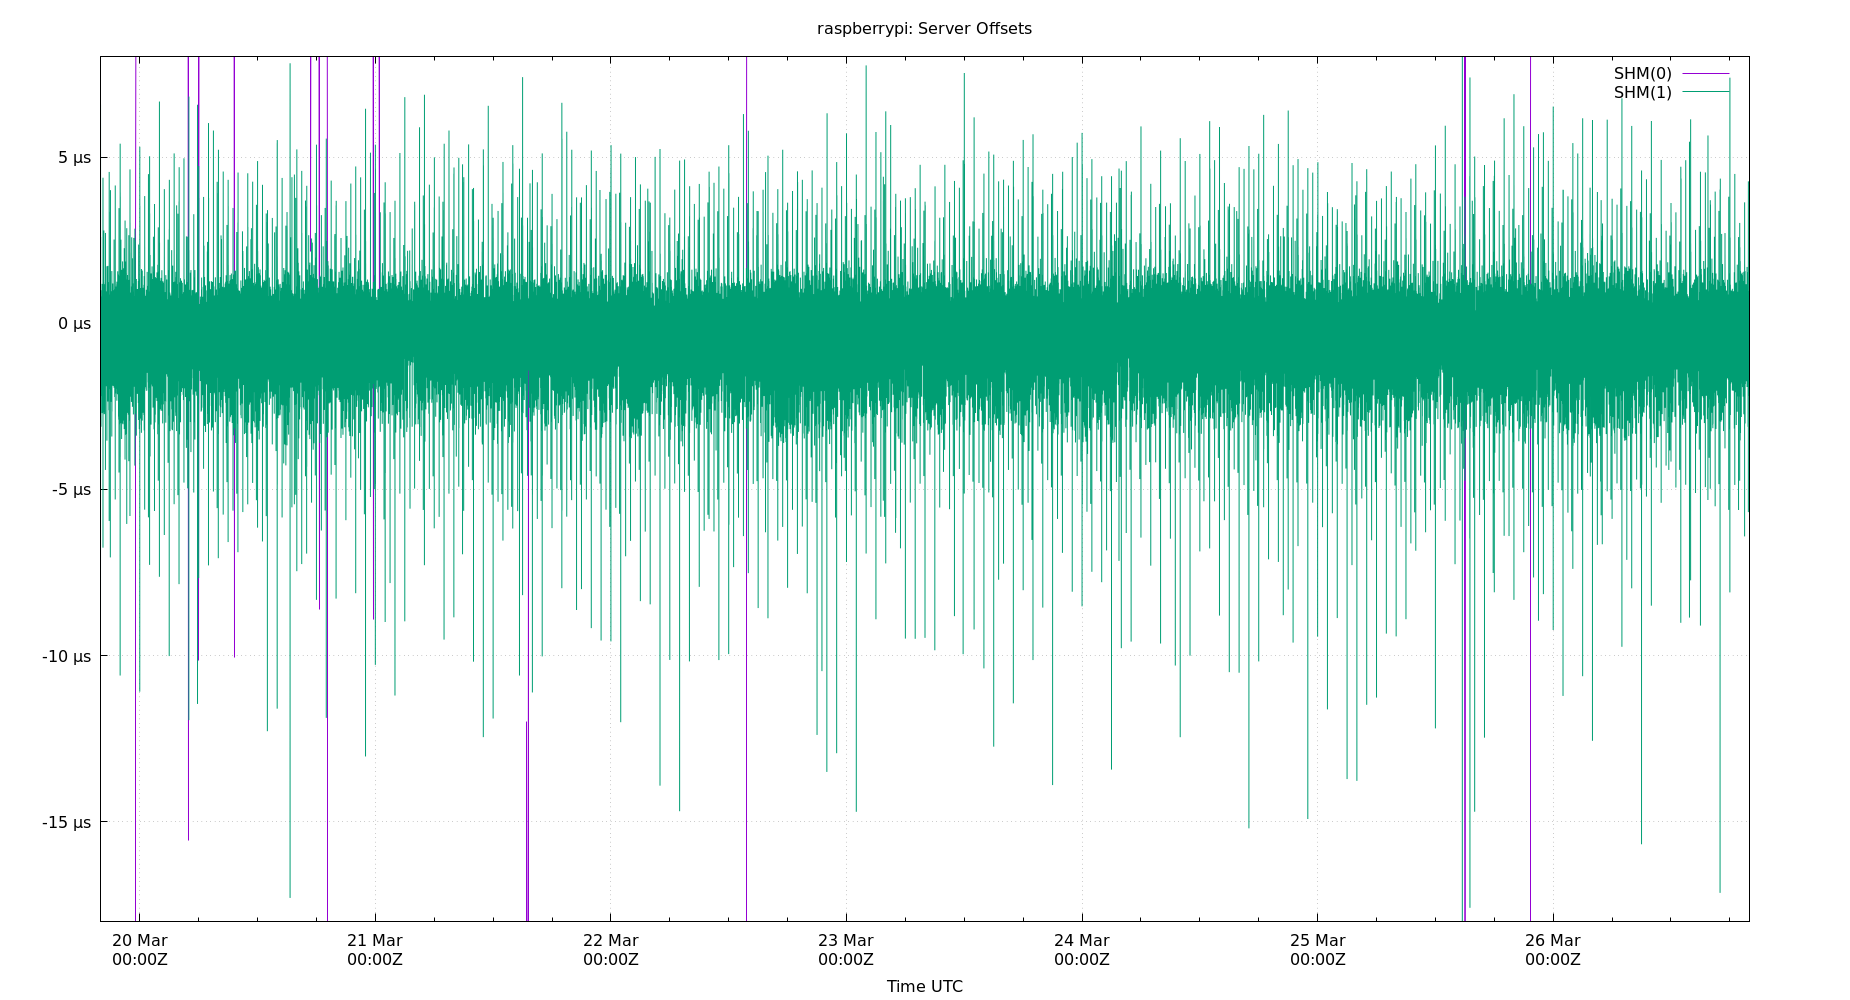 raspberrypi: Server Offsets
SHM(0)
SHM(1)
5 µs
0 µs
-5 µs
-10 µs
-15 µs
20 Mar 21 Mar 22 Mar 23 Mar 24 Mar 25 Mar 26 Mar
00:00Z 00:00Z 00:00Z 00:00Z 00:00Z 00:00Z 00:00Z
Time UTC